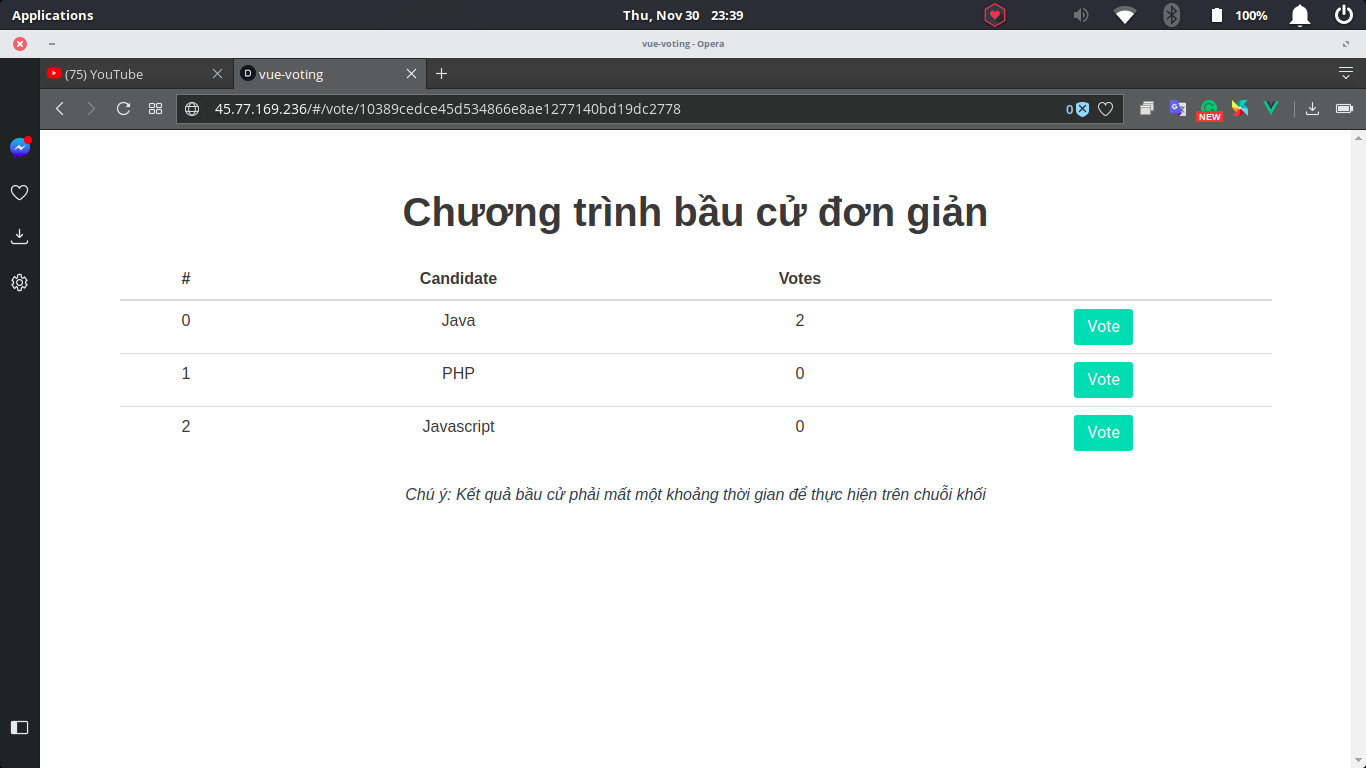 Applications
Thu, Nov 30 23:39
100%
vue-voting - Opera
(75) YouTube
vue-voting
45.77.169.236/#/vote/10389cedce45d534866e8ae1277140bd19dc2778
0
NEW
Chương trình bầu cử đơn giản
# Candidate Votes
0 Java 2 Vote
1 PHP 0 Vote
2 Javascript 0 Vote
Chú ý: Kết quả bầu cử phải mất một khoảng thời gian để thực hiện trên chuỗi khối